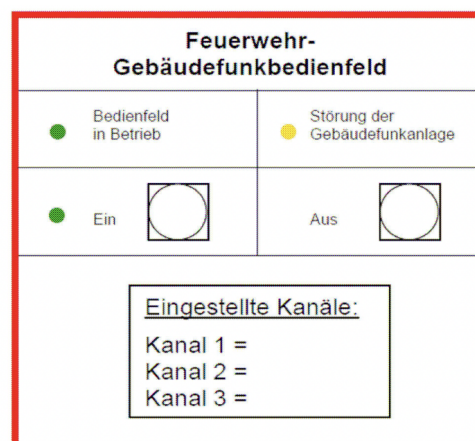 Feuerwehr-
Gebäudefunkbedienfeld
Bedienfeld
in Betrieb
Störung der
Gebäudefunkanlage
Ein
Aus
Eingestellte Kanäle:
Kanal 1 =
Kanal 2 =
Kanal 3 =